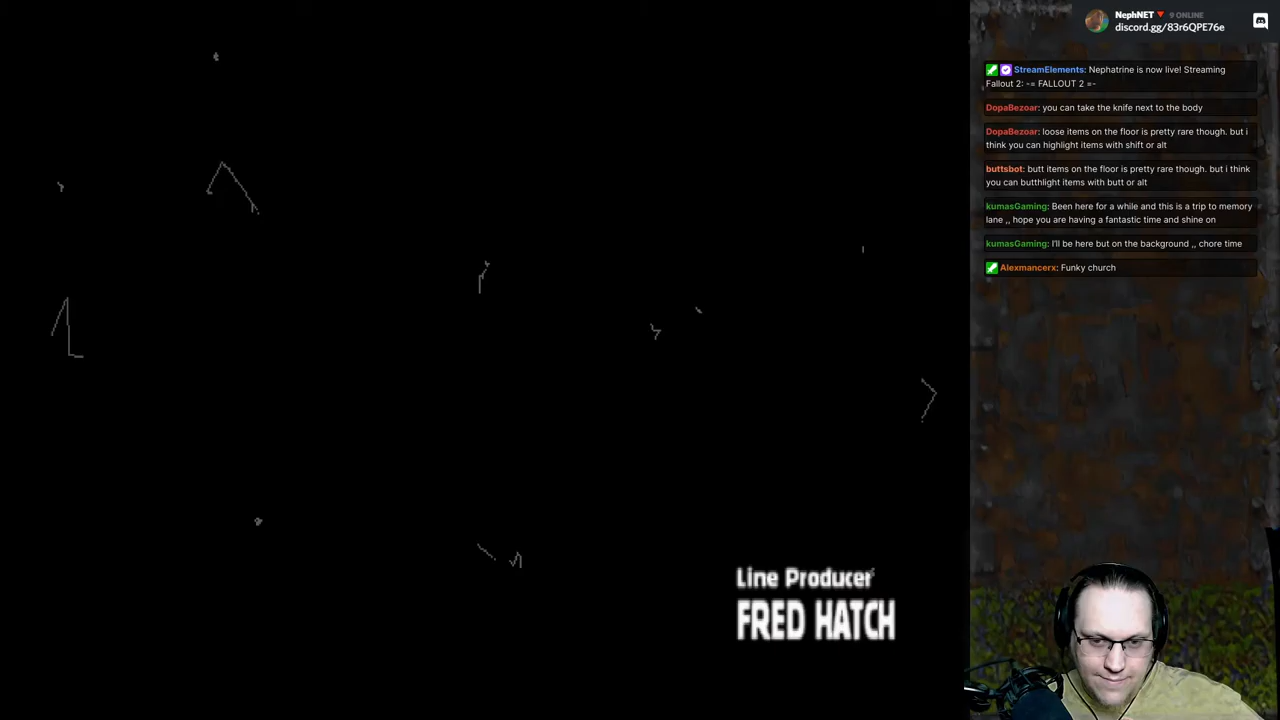 NephNET 9 ONLINE
discord.gg/83r6QPE76e
StreamElements: Nephatrine is now live! Streaming
Fallout 2: -= FALLOUT 2 =-
DopaBezoar: you can take the knife next to the body
DopaBezoar: loose items on the floor is pretty rare though. but i
think you can highlight items with shift or alt
buttsbot: butt items on the floor is pretty rare though. but i think
you can butthlight items with butt or alt
kumasGaming: Been here for a while and this is a trip to memory
lane ,, hope you are having a fantastic time and shine on
kumasGaming: I'll be here but on the background ,, chore time
Alexmancerx: Funky church
Line Producer
FRED HATCH